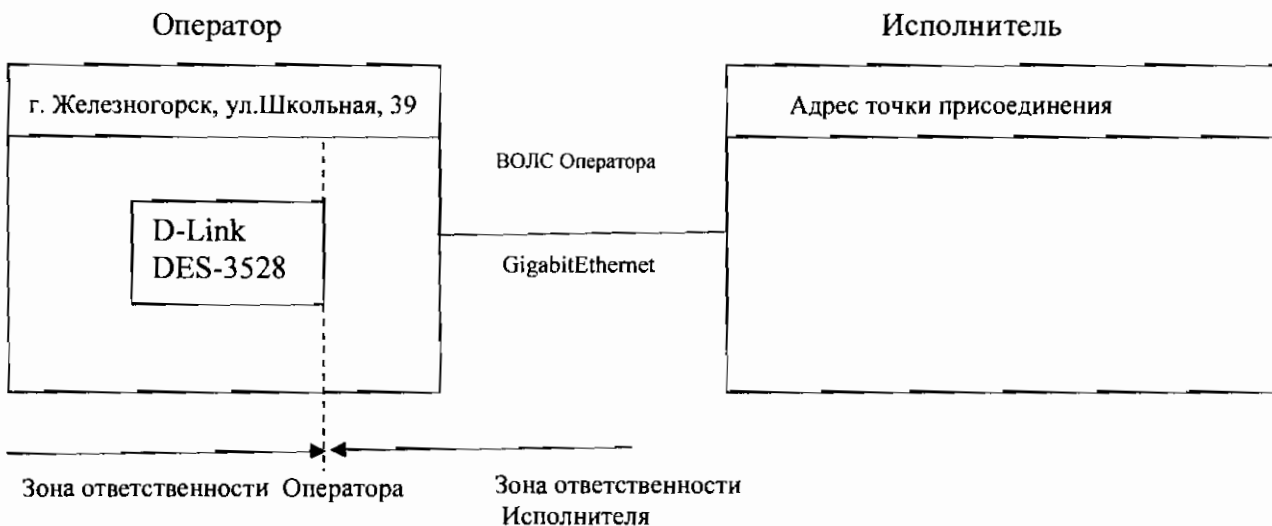 Оператор
Исполнитель
г. Железногорск, ул.Школьная, 39
Адрес точки присоединения
ВОЛС Оператора
D-Link
DES-3528
GigabitEthernet
Зона ответственности Оператора
Зона ответственности
Исполнителя